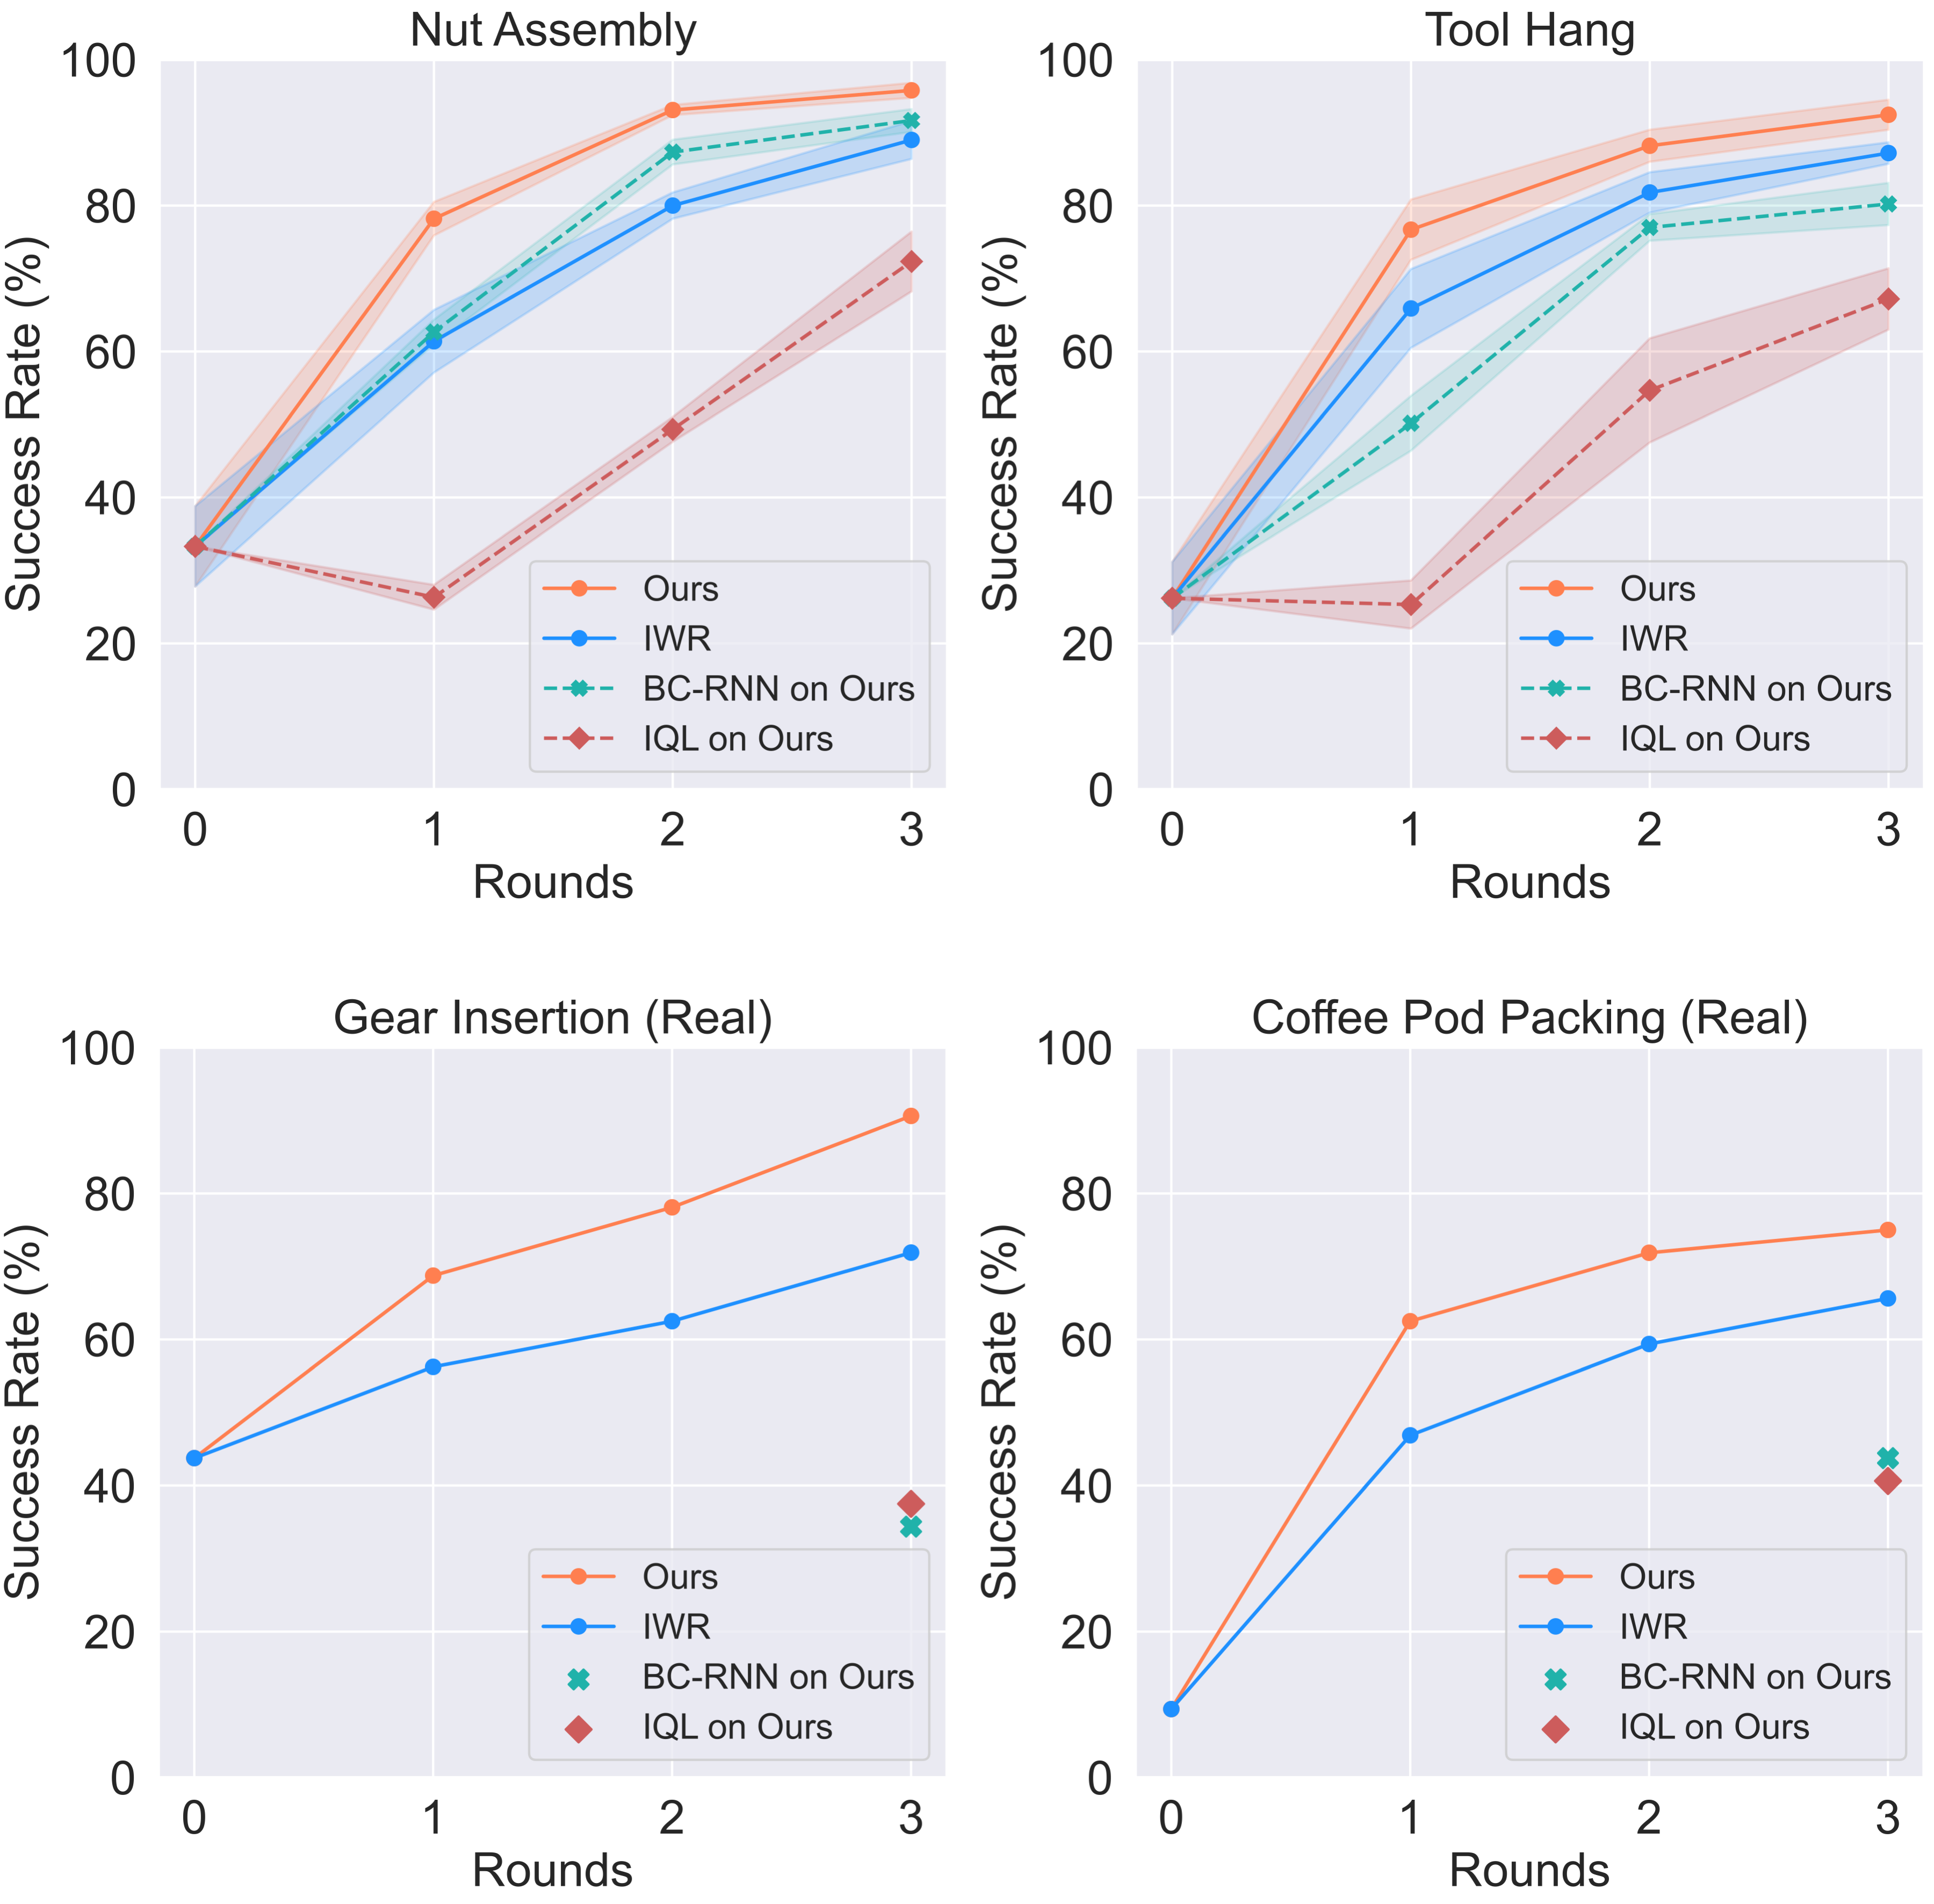 Nut Assembly
100
80
60
40
20
0
Success Rate (%)
Ours
IWR
BC-RNN on Ours
IQL on Ours
0 1 2 3
Rounds
Tool Hang
100
80
60
40
20
0
Success Rate (%)
Ours
IWR
BC-RNN on Ours
IQL on Ours
0 1 2 3
Rounds
Gear Insertion (Real)
100
80
60
40
20
0
Success Rate (%)
Ours
IWR
BC-RNN on Ours
IQL on Ours
0 1 2 3
Rounds
Coffee Pod Packing (Real)
100
80
60
40
20
0
Success Rate (%)
Ours
IWR
BC-RNN on Ours
IQL on Ours
0 1 2 3
Rounds